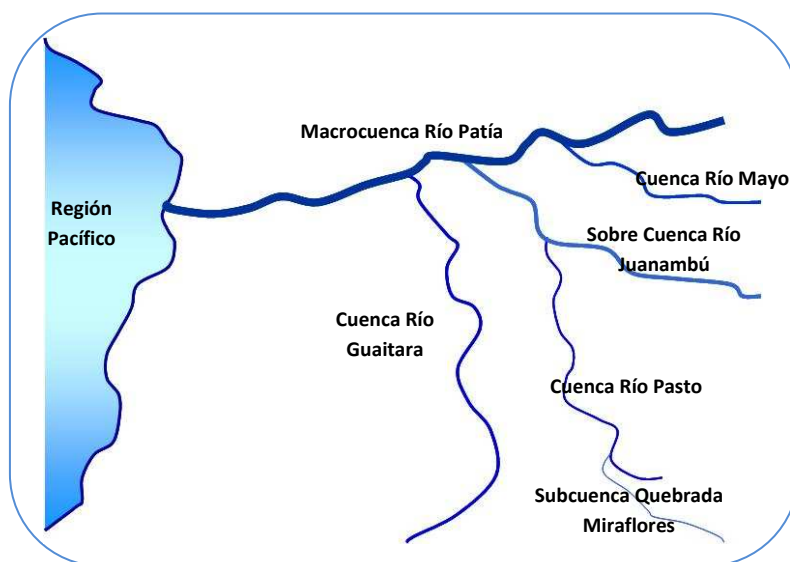 Macrocuenca Río Patía
Cuenca Río Mayo
Región
Pacífico
Sobre Cuenca Río
Juanambú
Cuenca Río
Guaitara
Cuenca Río Pasto
Subcuenca Quebrada
Miraflores